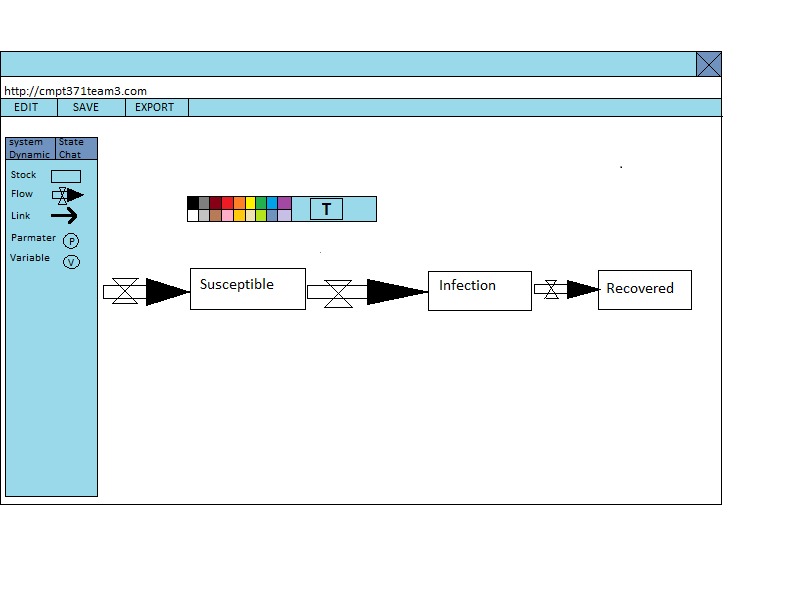 http://cmpt371team3.com
EDIT SAVE EXPORT
system State
Dynamic Chat
Stock
Flow
Link
Parmater P
Variable V
T
Susceptible Infection Recovered